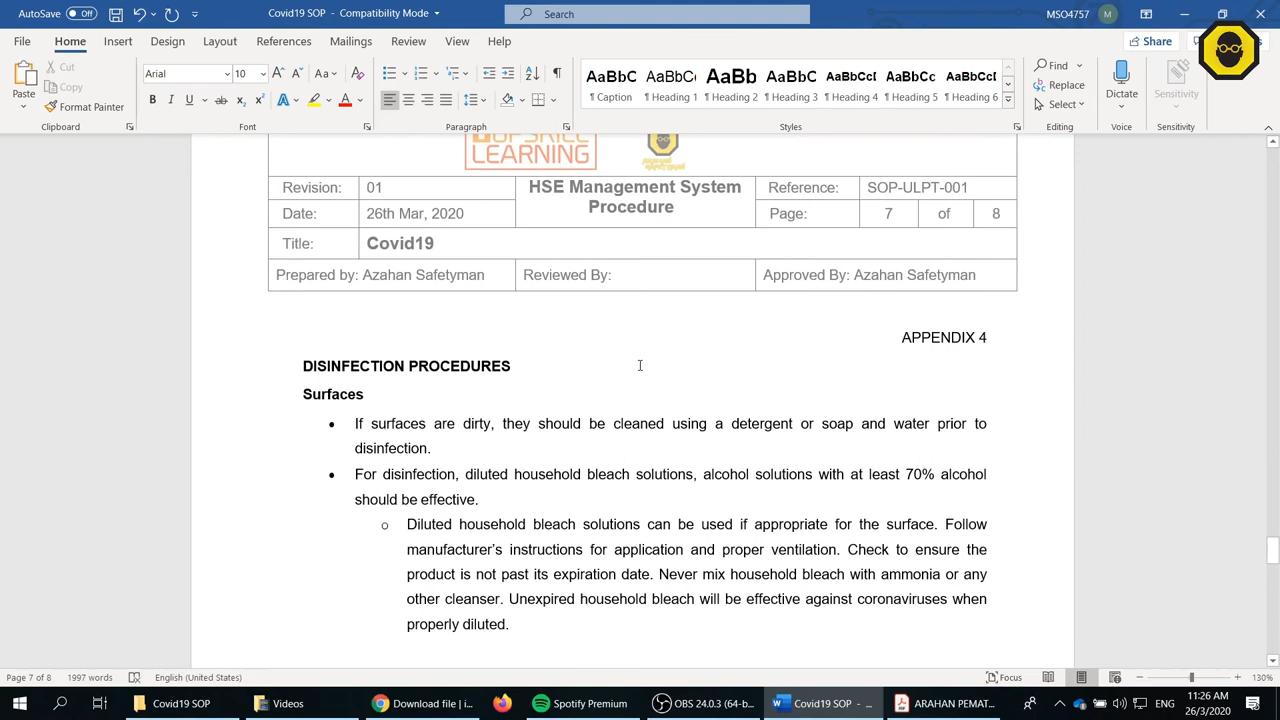 AutoSave Off Covid19 SOP - Compatibility Mode Search MSO4757 M
File Home Insert Design Layout References Mailings Review View Help Share
Paste Cut Copy Format Painter Clipboard
Arial 10 Font
Paragraph
AaBbC Caption AaBbC Heading 1 AaBb Heading 2 AaBbC Heading 3 AaBbCcI Heading 4 AaBbCc Heading 5 AaBbCcI Heading 6 Styles
Find Replace Select Editing
Dictate Voice
Sensitivity Sensitivity
UPSKILL
LEARNING
Revision: 01 HSE Management System Procedure Reference: SOP-ULPT-001
Date: 26th Mar, 2020 Page: 7 of 8
Title: Covid19
Prepared by: Azahan Safetyman Reviewed By: Approved By: Azahan Safetyman
APPENDIX 4
DISINFECTION PROCEDURES
Surfaces
• If surfaces are dirty, they should be cleaned using a detergent or soap and water prior to
disinfection.
• For disinfection, diluted household bleach solutions, alcohol solutions with at least 70% alcohol
should be effective.
o Diluted household bleach solutions can be used if appropriate for the surface. Follow
manufacturer's instructions for application and proper ventilation. Check to ensure the
product is not past its expiration date. Never mix household bleach with ammonia or any
other cleanser. Unexpired household bleach will be effective against coronaviruses when
properly diluted.
Page 7 of 8 1997 words English (United States) Focus 130%
Covid19 SOP Videos Download file | i... Spotify Premium OBS 24.0.3 (64-b... Covid19 SOP - ... ARAHAN PEMAT... 11:26 AM
26/3/2020